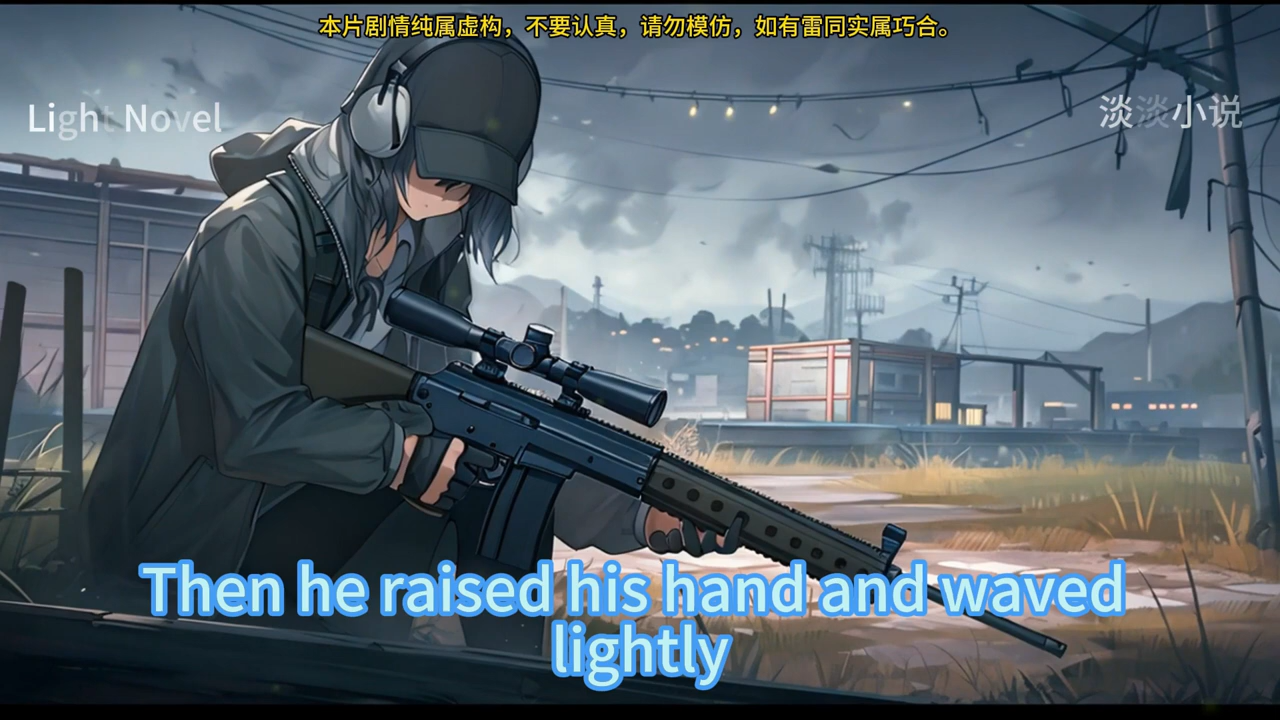 本片剧情纯属虚构，不要认真，请勿模仿，如有雷同实属巧合。
Light Novel
淡淡小说
Then he raised his hand and waved
lightly